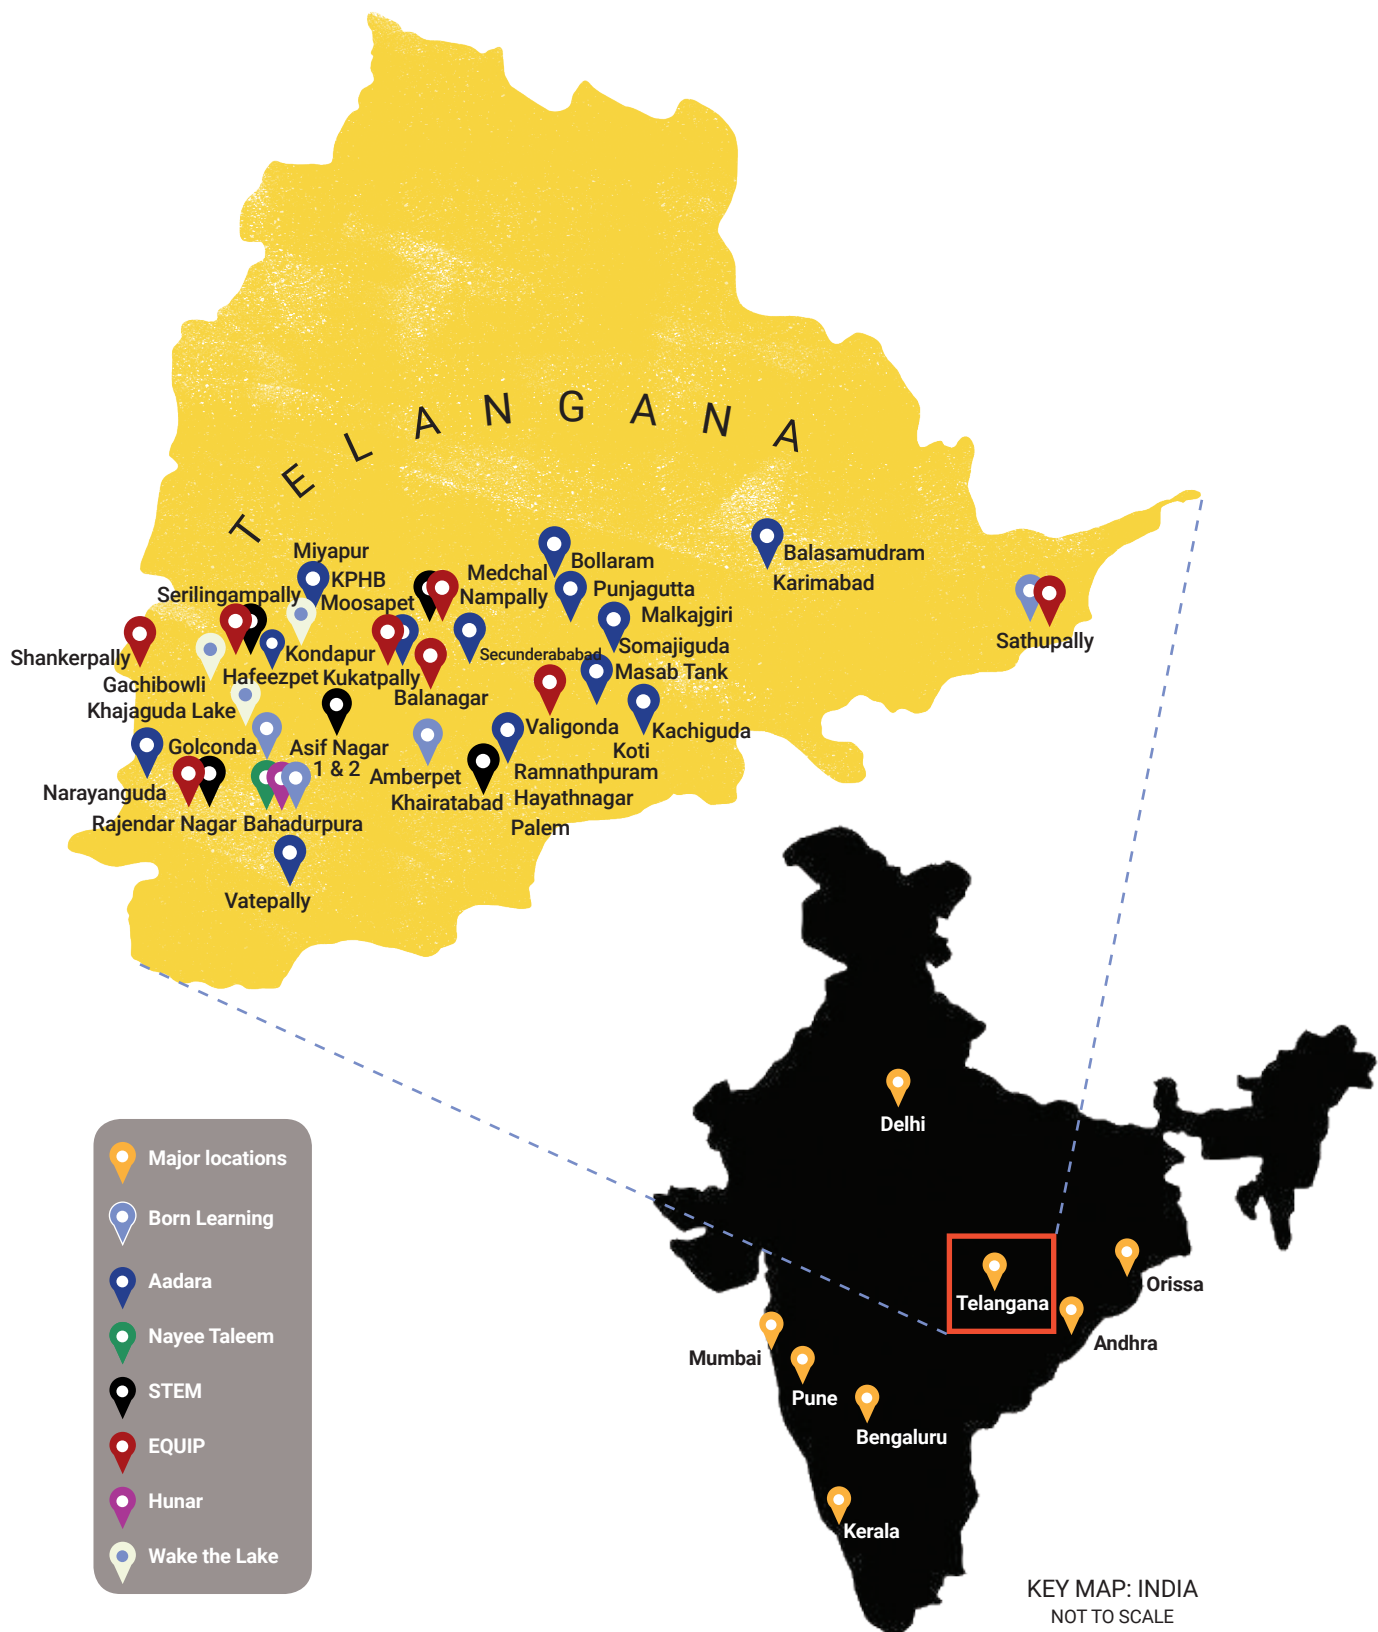 TELANGANA
Miyapur
KPHB
Serilingampally
Moosapet
Medchal
Nampally
Bollaram
Punjagutta
Malkajgiri
Balasamudram
Karimabad
Sathupally
Shankerpally
Gachibowli
Khajaguda Lake
Hafeezpet
Kondapur
Kukatpally
Balanagar
Secunderababad
Somajiguda
Masab Tank
Valigonda
Kachiguda
Koti
Golconda
Asif Nagar
1 & 2
Amberpet
Khairatabad
Ramnathpuram
Hayathnagar
Palem
Narayanguda
Rajendar Nagar
Bahadurpura
Vatepally
Major locations
Born Learning
Aadara
Nayee Taleem
STEM
EQUIP
Hunar
Wake the Lake
Delhi
Telangana
Orissa
Andhra
Mumbai
Pune
Bengaluru
Kerala
KEY MAP: INDIA
NOT TO SCALE